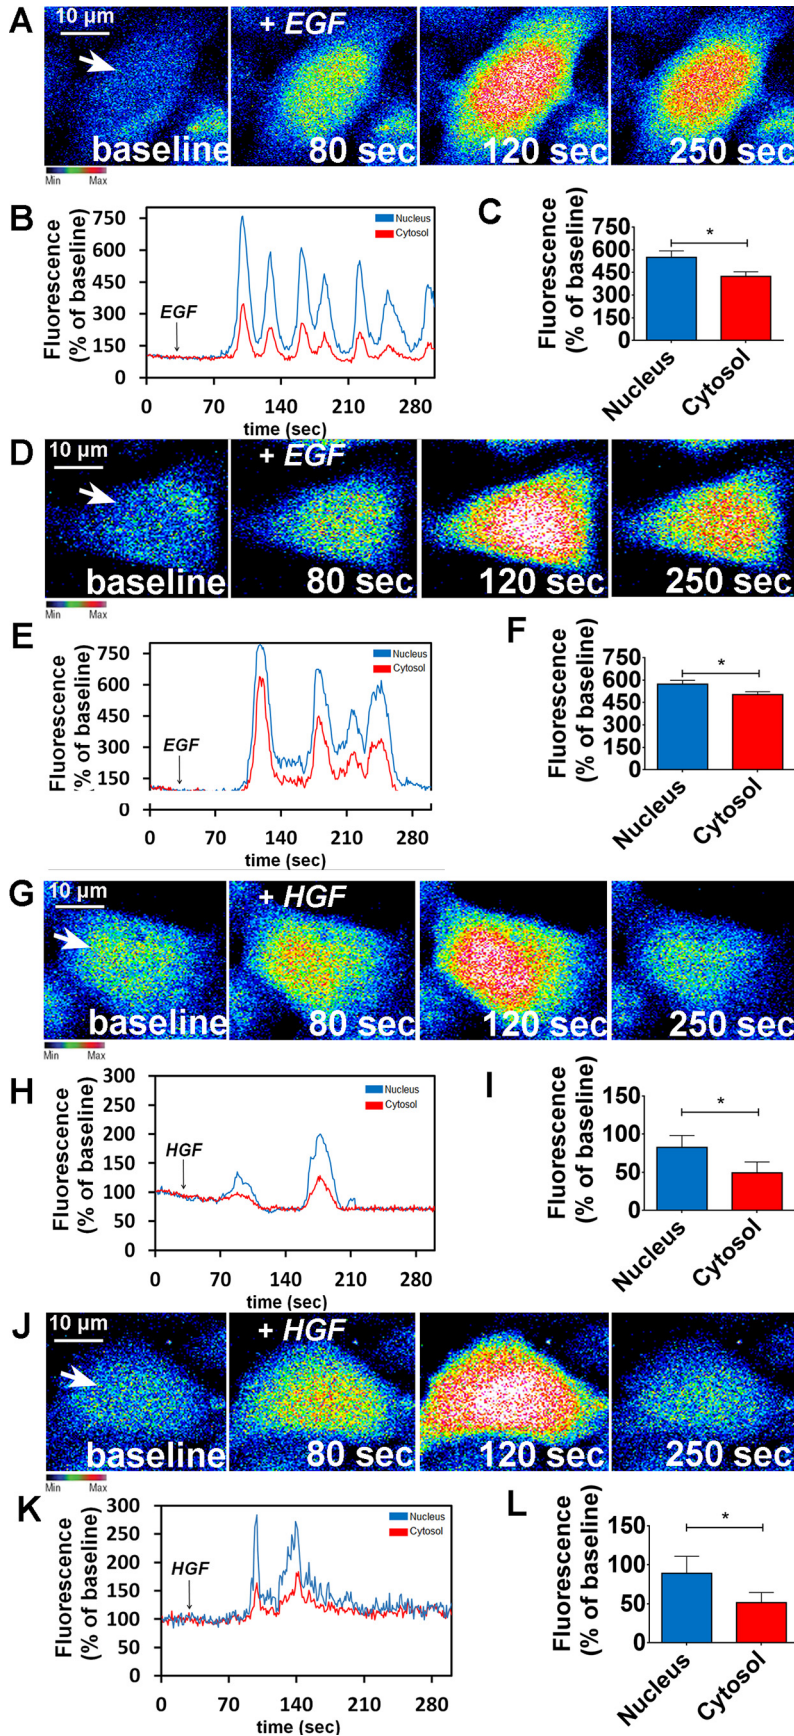 A
10 µm
+ EGF
baseline
80 sec
120 sec
250 sec
Min Max
B
Fluorescence
(% of baseline)
750
600
450
300
150
0
Nucleus
Cytosol
EGF
0 70 140 210 280
time (sec)
C
Fluorescence
(% of baseline)
750
600
450
300
150
0
*
Nucleus
Cytosol
D
10 µm
+ EGF
baseline
80 sec
120 sec
250 sec
Min Max
E
Fluorescence
(% of baseline)
750
600
450
300
150
0
Nucleus
Cytosol
EGF
0 70 140 210 280
time (sec)
F
Fluorescence
(% of baseline)
750
600
450
300
150
0
*
Nucleus
Cytosol
G
10 µm
+ HGF
baseline
80 sec
120 sec
250 sec
Min Max
H
Fluorescence
(% of baseline)
300
250
200
150
100
50
0
Nucleus
Cytosol
HGF
0 70 140 210 280
time (sec)
I
Fluorescence
(% of baseline)
150
100
50
0
*
Nucleus
Cytosol
J
10 µm
+ HGF
baseline
80 sec
120 sec
250 sec
Min Max
K
Fluorescence
(% of baseline)
300
250
200
150
100
50
0
Nucleus
Cytosol
HGF
0 70 140 210 280
time (sec)
L
Fluorescence
(% of baseline)
150
100
50
0
*
Nucleus
Cytosol